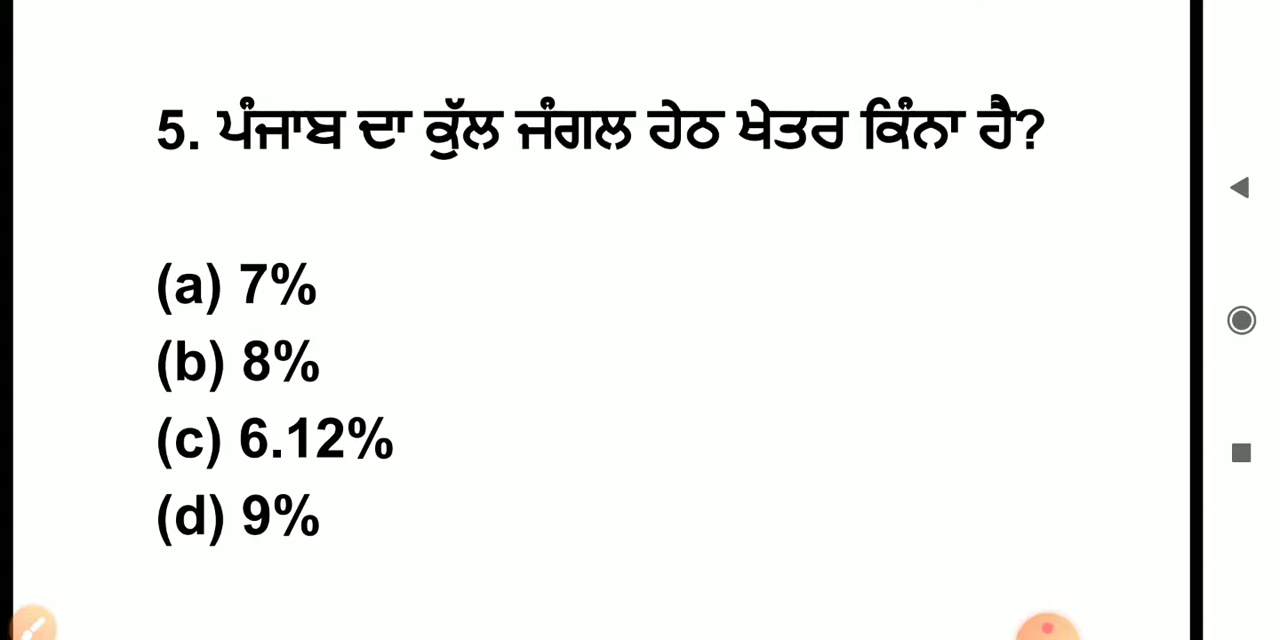 5. ਪੰਜਾਬ ਦਾ ਕੁੱਲ ਜੰਗਲ ਹੇਠ ਖੇਤਰ ਕਿੰਨਾ ਹੈ?
(a) 7%
(b) 8%
(c) 6.12%
(d) 9%